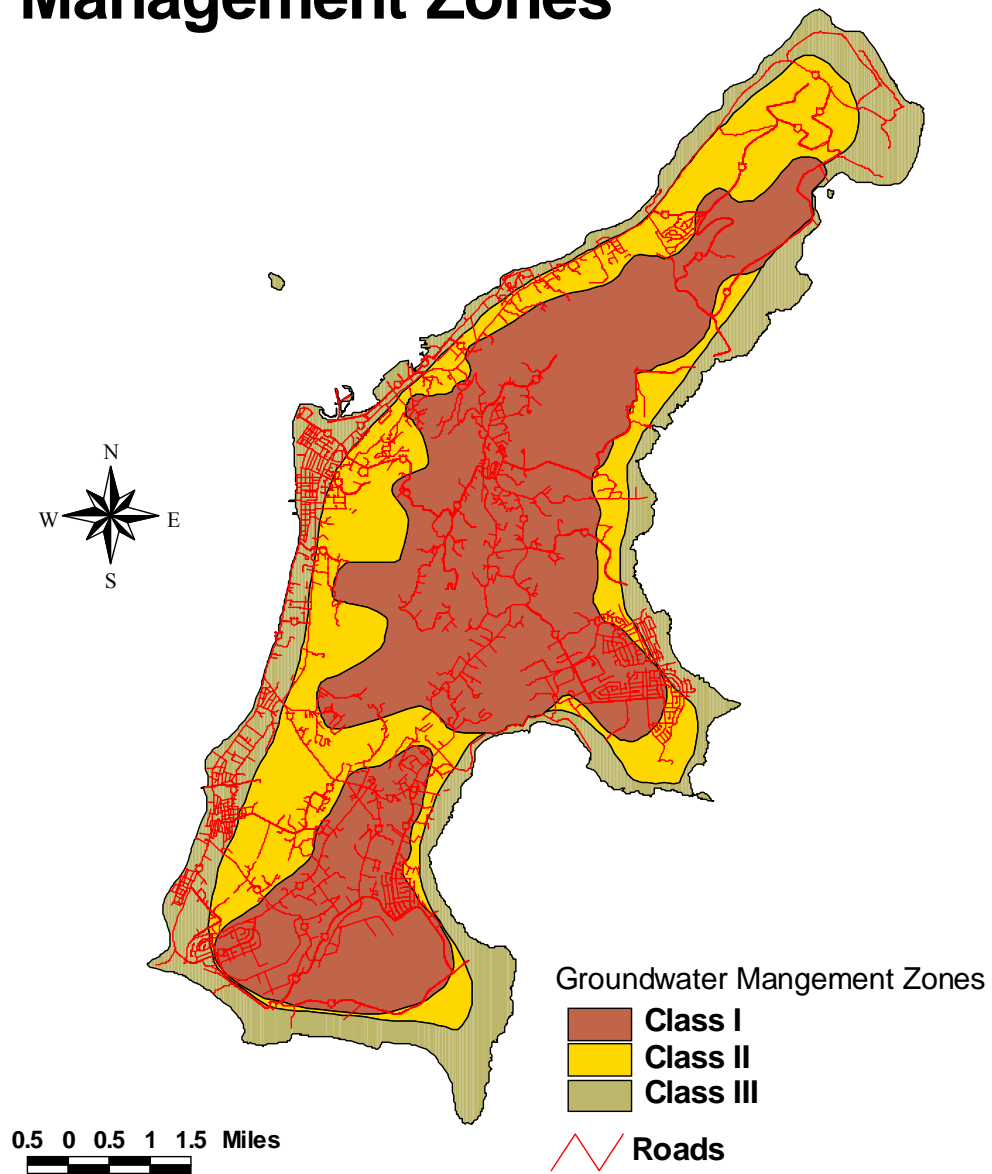 Management Zones
N
W E
S
Groundwater Mangement Zones
Class I
Class II
Class III
Roads
0.5 0 0.5 1 1.5 Miles